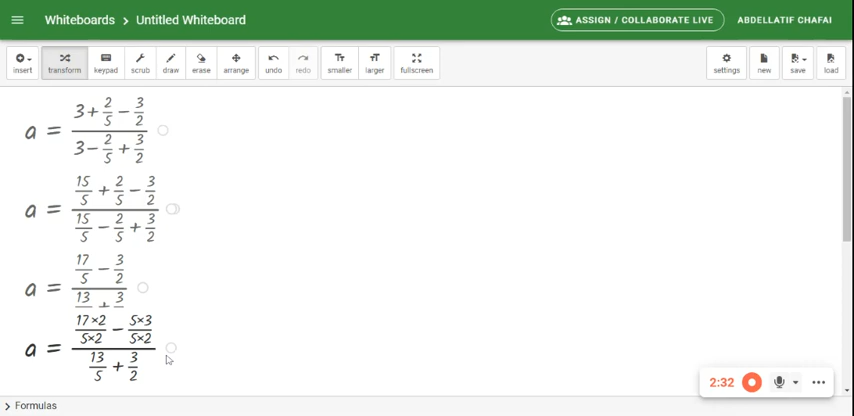 Whiteboards > Untitled Whiteboard
ASSIGN / COLLABORATE LIVE
ABDELLATIF CHAFAI
insert transform keypad scrub draw erase arrange undo redo smaller larger fullscreen settings new save load
a = (3 + 2/5 − 3/2) / (3 − 2/5 + 3/2)
a = (15/5 + 2/5 − 3/2) / (15/5 − 2/5 + 3/2)
a = (17/5 − 3/2) / (13/5 + 3/2)
a = ((17×2)/(5×2) − (5×3)/(5×2)) / (13/5 + 3/2)
2:32
> Formulas